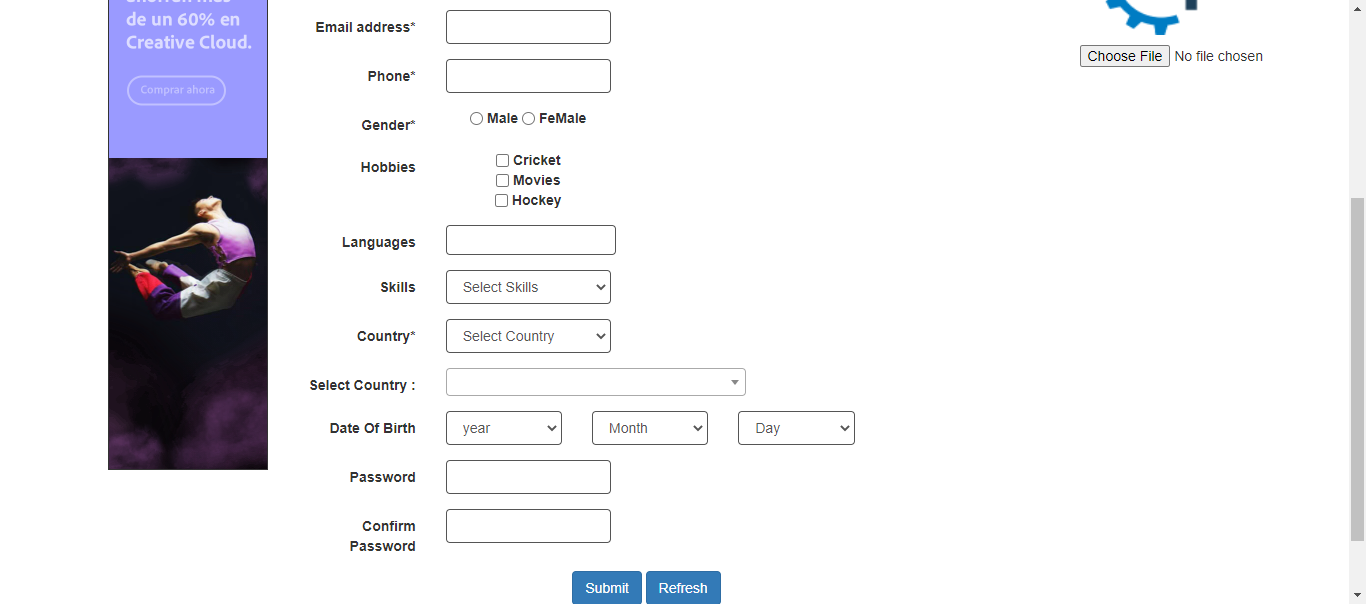 de un 60% en
Creative Cloud.
Comprar ahora
Email address*
Choose File No file chosen
Phone*
Gender* Male FeMale
Hobbies Cricket
Movies
Hockey
Languages
Skills Select Skills
Country* Select Country
Select Country :
Date Of Birth year Month Day
Password
Confirm
Password
Submit Refresh